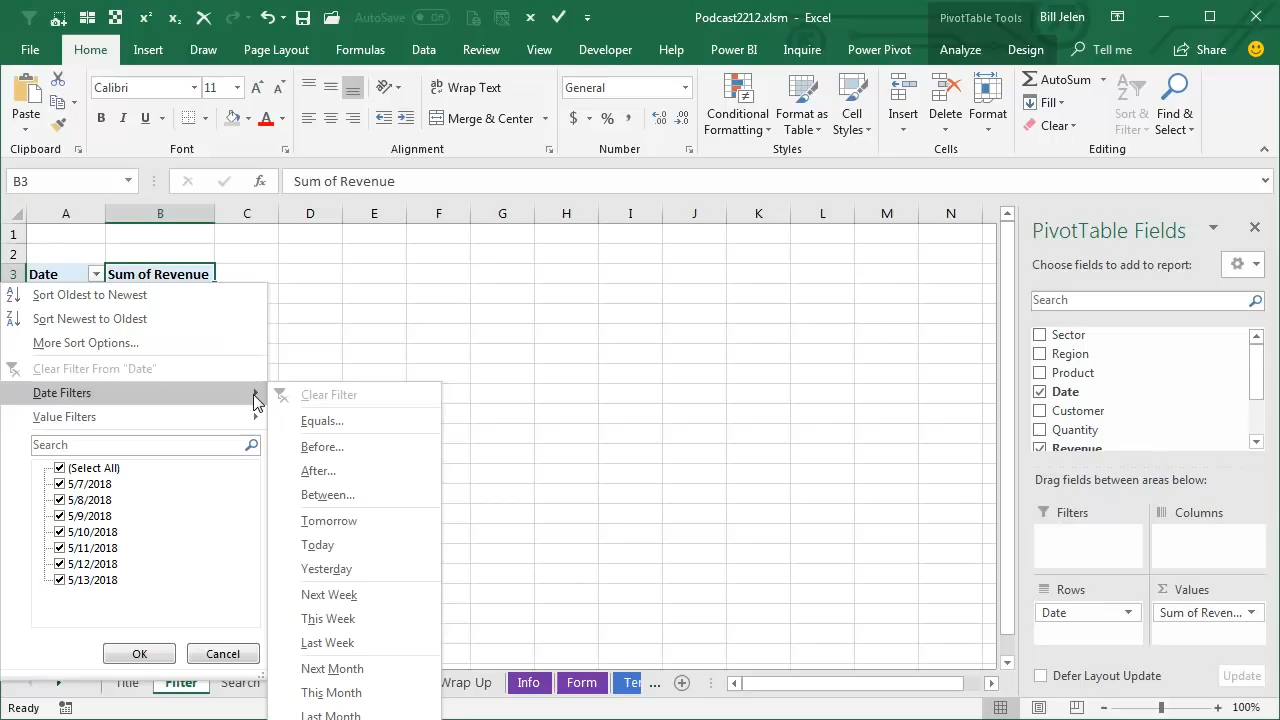 AutoSave Off
Podcast2212.xlsm - Excel
PivotTable Tools
Bill Jelen
File Home Insert Draw Page Layout Formulas Data Review View Developer Help Power BI Inquire Power Pivot Analyze Design Tell me Share
Paste
Clipboard
Calibri 11
B I U A
Font
Wrap Text
Merge & Center
Alignment
General
$ % ,
Number
Conditional Formatting
Format as Table
Cell Styles
Styles
Insert Delete Format
Cells
AutoSum
Fill
Clear
Sort & Filter
Find & Select
Editing
B3
fx
Sum of Revenue
A B C D E F G H I J K L M N
1
2
3 Date Sum of Revenue
Sort Oldest to Newest
Sort Newest to Oldest
More Sort Options...
Clear Filter From "Date"
Date Filters
Value Filters
Search
(Select All)
5/7/2018
5/8/2018
5/9/2018
5/10/2018
5/11/2018
5/12/2018
5/13/2018
OK Cancel
Clear Filter
Equals...
Before...
After...
Between...
Tomorrow
Today
Yesterday
Next Week
This Week
Last Week
Next Month
This Month
Last Month
PivotTable Fields
Choose fields to add to report:
Search
Sector
Region
Product
Date
Customer
Quantity
Revenue
Drag fields between areas below:
Filters Columns
Rows Values
Date Sum of Reven...
Defer Layout Update Update
Title Filter Search Wrap Up Info Form Ter ...
Ready
100%